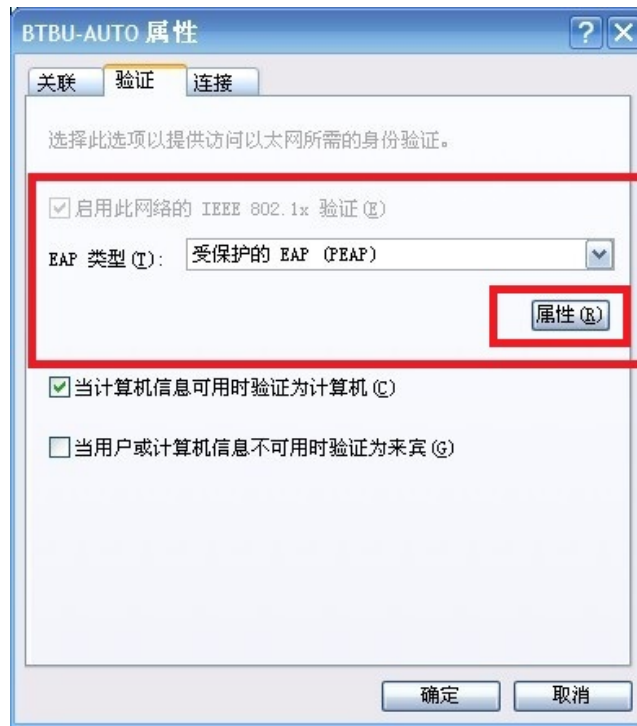 BTBU-AUTO 属性
关联 验证 连接
选择此选项以提供访问以太网所需的身份验证。
启用此网络的 IEEE 802.1x 验证(E)
EAP 类型(T): 受保护的 EAP (PEAP)
属性(R)
当计算机信息可用时验证为计算机(C)
当用户或计算机信息不可用时验证为来宾(G)
确定 取消